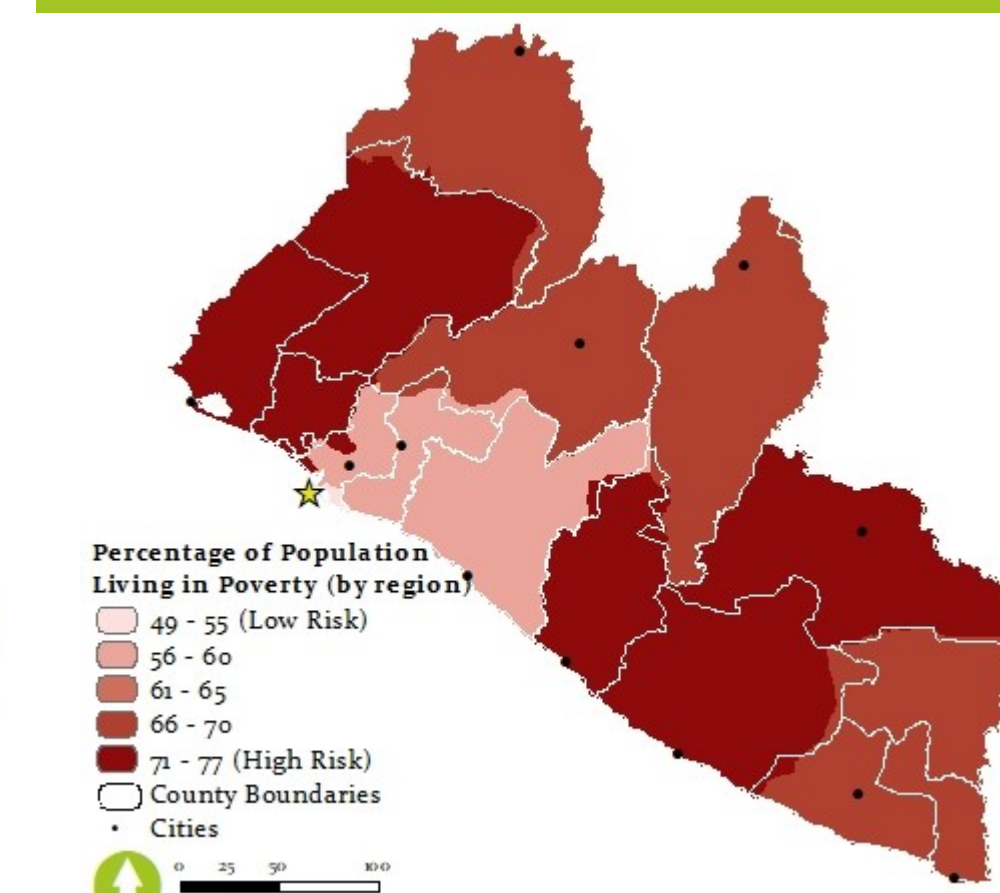 Percentage of Population
Living in Poverty (by region)
49 - 55 (Low Risk)
56 - 60
61 - 65
66 - 70
71 - 77 (High Risk)
County Boundaries
Cities
0 25 50 100